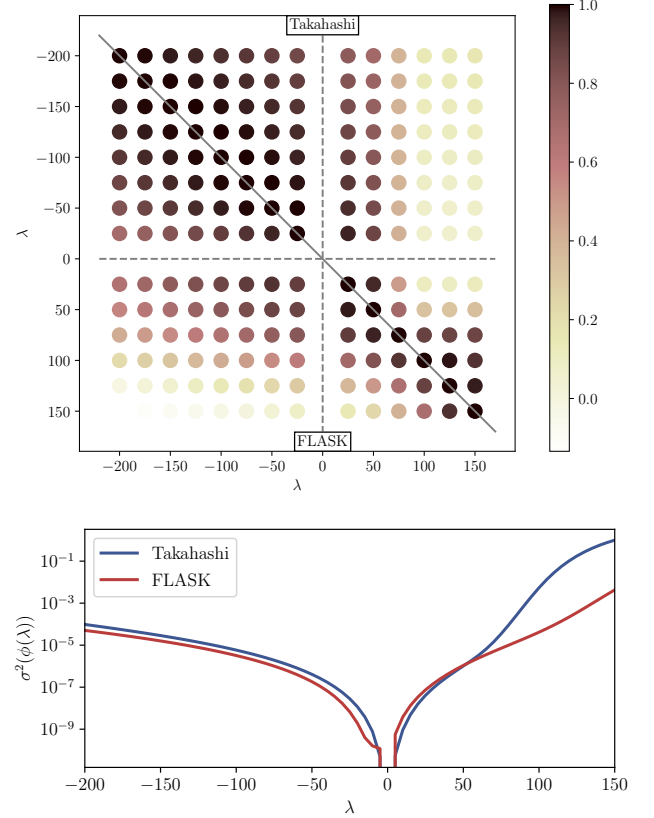 Takahashi
1.0
−200
−150
0.8
−100
0.6
−50
λ
0
0.4
50
0.2
100
0.0
150
FLASK
−200 −150 −100 −50 0 50 100 150
λ
Takahashi
FLASK
10⁻¹
10⁻³
10⁻⁵
10⁻⁷
10⁻⁹
σ²(ϕ(λ))
−200 −150 −100 −50 0 50 100 150
λ